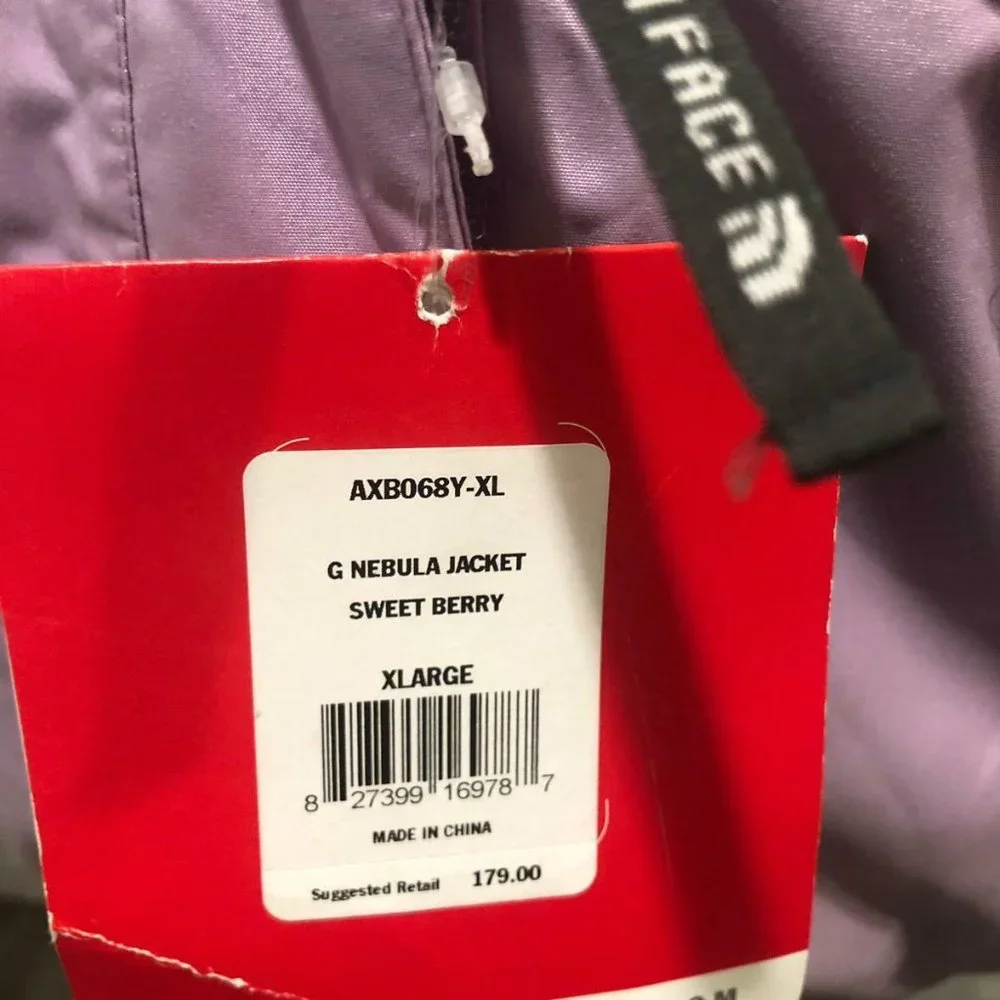 FACE
AXB068Y-XL
G NEBULA JACKET
SWEET BERRY
XLARGE
8 27399 16978 7
MADE IN CHINA
Suggested Retail 179.00